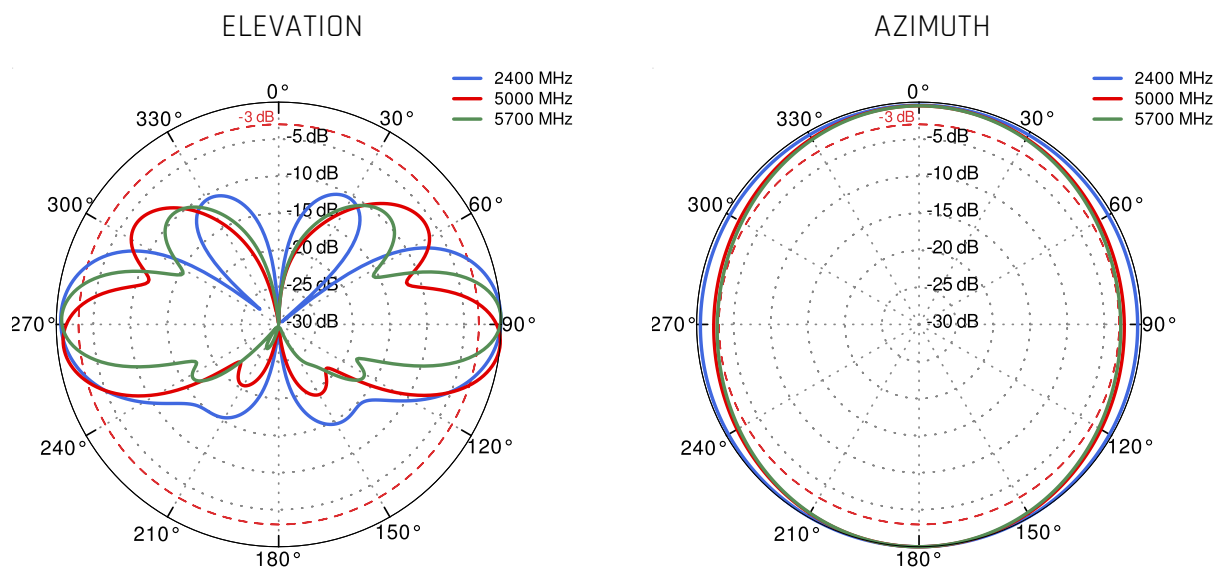 ELEVATION
2400 MHz
5000 MHz
5700 MHz
0°
-3 dB
330°
30°
-5 dB
-10 dB
300°
60°
-15 dB
-20 dB
-25 dB
270°
-30 dB
90°
240°
120°
210°
150°
180°
AZIMUTH
2400 MHz
5000 MHz
5700 MHz
0°
-3 dB
330°
30°
-5 dB
-10 dB
300°
60°
-15 dB
-20 dB
-25 dB
270°
-30 dB
90°
240°
120°
210°
150°
180°